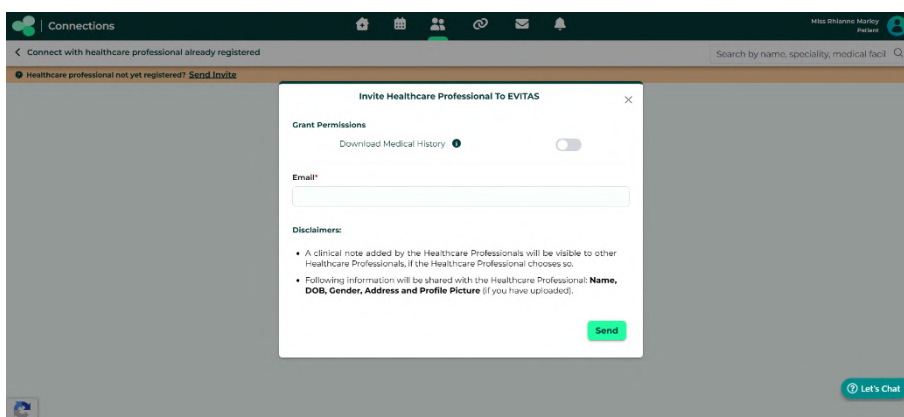 Connections
Miss Rhianne Marley
Patient
Connect with healthcare professional already registered
Search by name, speciality, medical facil
Healthcare professional not yet registered? Send Invite
Invite Healthcare Professional To EVITAS
Grant Permissions
Download Medical History
Email*
Disclaimers:
• A clinical note added by the Healthcare Professionals will be visible to other
Healthcare Professionals, if the Healthcare Professional chooses so.
• Following information will be shared with the Healthcare Professional: Name,
DOB, Gender, Address and Profile Picture (if you have uploaded).
Send
Let's Chat